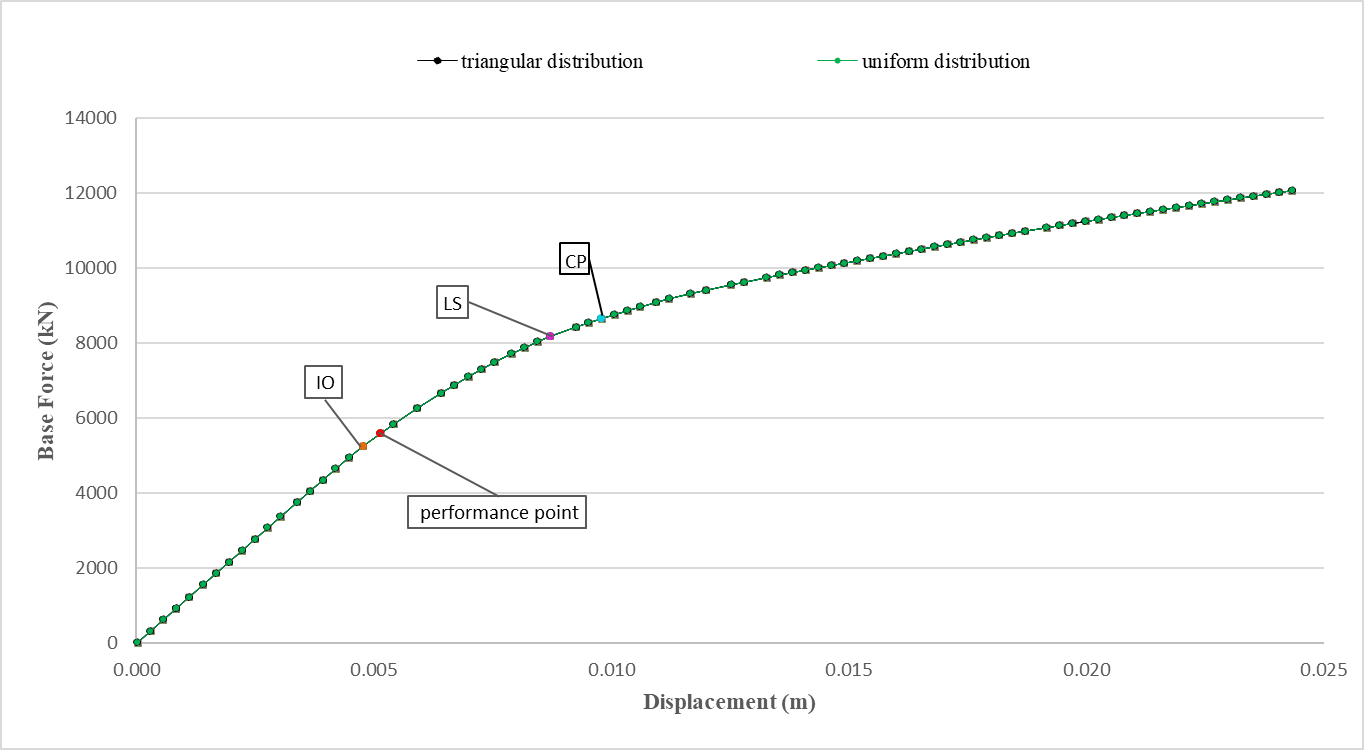 triangular distribution
uniform distribution
14000
12000
10000
8000
6000
4000
2000
0
Base Force (kN)
CP
LS
IO
performance point
0.000
0.005
0.010
0.015
0.020
0.025
Displacement (m)